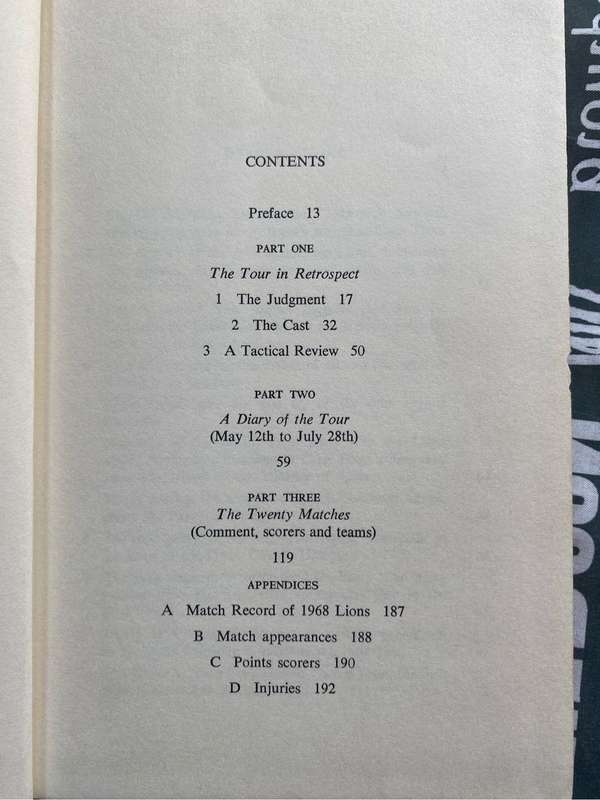 CONTENTS
Preface 13
PART ONE
The Tour in Retrospect
1 The Judgment 17
2 The Cast 32
3 A Tactical Review 50
PART TWO
A Diary of the Tour
(May 12th to July 28th)
59
PART THREE
The Twenty Matches
(Comment, scorers and teams)
119
APPENDICES
A Match Record of 1968 Lions 187
B Match appearances 188
C Points scorers 190
D Injuries 192